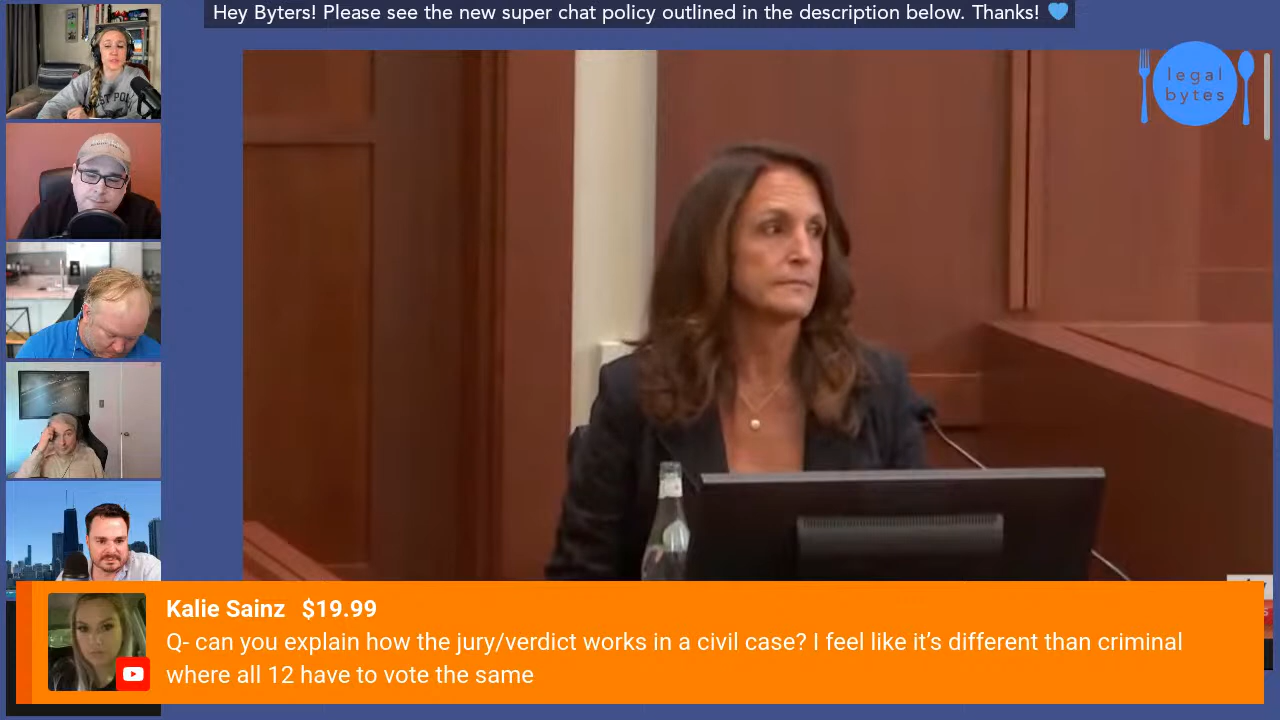 Hey Byters! Please see the new super chat policy outlined in the description below. Thanks! 💙
legal
bytes
Kalie Sainz $19.99
Q- can you explain how the jury/verdict works in a civil case? I feel like it’s different than criminal
where all 12 have to vote the same